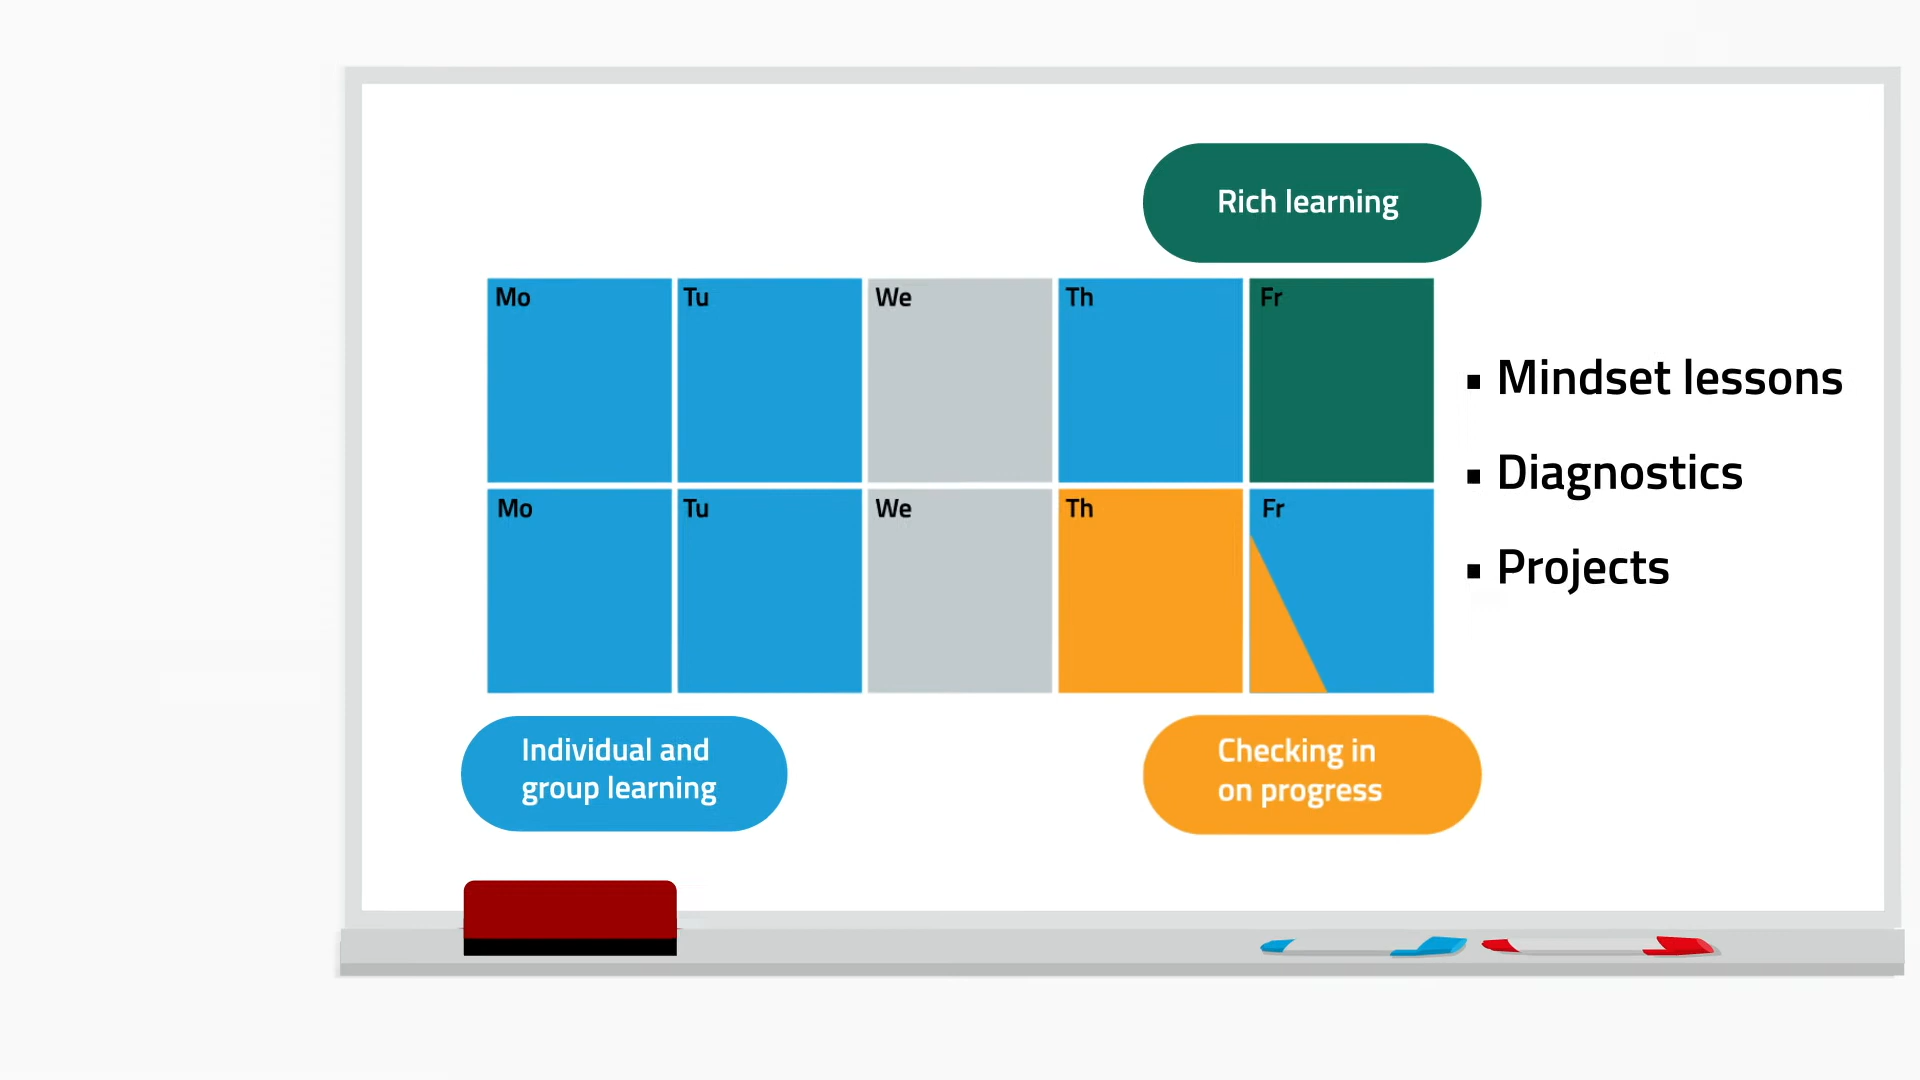 Rich learning
Mo Tu We Th Fr
Mo Tu We Th Fr
▪ Mindset lessons
▪ Diagnostics
▪ Projects
Individual and
group learning
Checking in
on progress